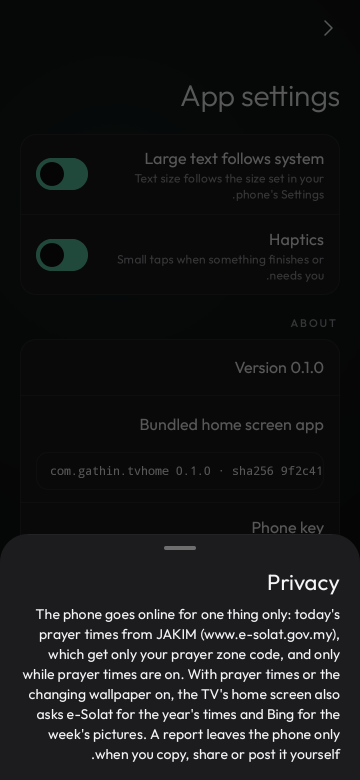 App settings
Large text follows system
Text size follows the size set in your
.phone's Settings
Haptics
Small taps when something finishes or
.needs you
ABOUT
Version 0.1.0
Bundled home screen app
com.gathin.tvhome 0.1.0 · sha256 9f2c41
Phone key
Privacy
The phone goes online for one thing only: today's
prayer times from JAKIM (www.e-solat.gov.my),
which get only your prayer zone code, and only
while prayer times are on. With prayer times or the
changing wallpaper on, the TV's home screen also
asks e-Solat for the year's times and Bing for the
week's pictures. A report leaves the phone only
.when you copy, share or post it yourself